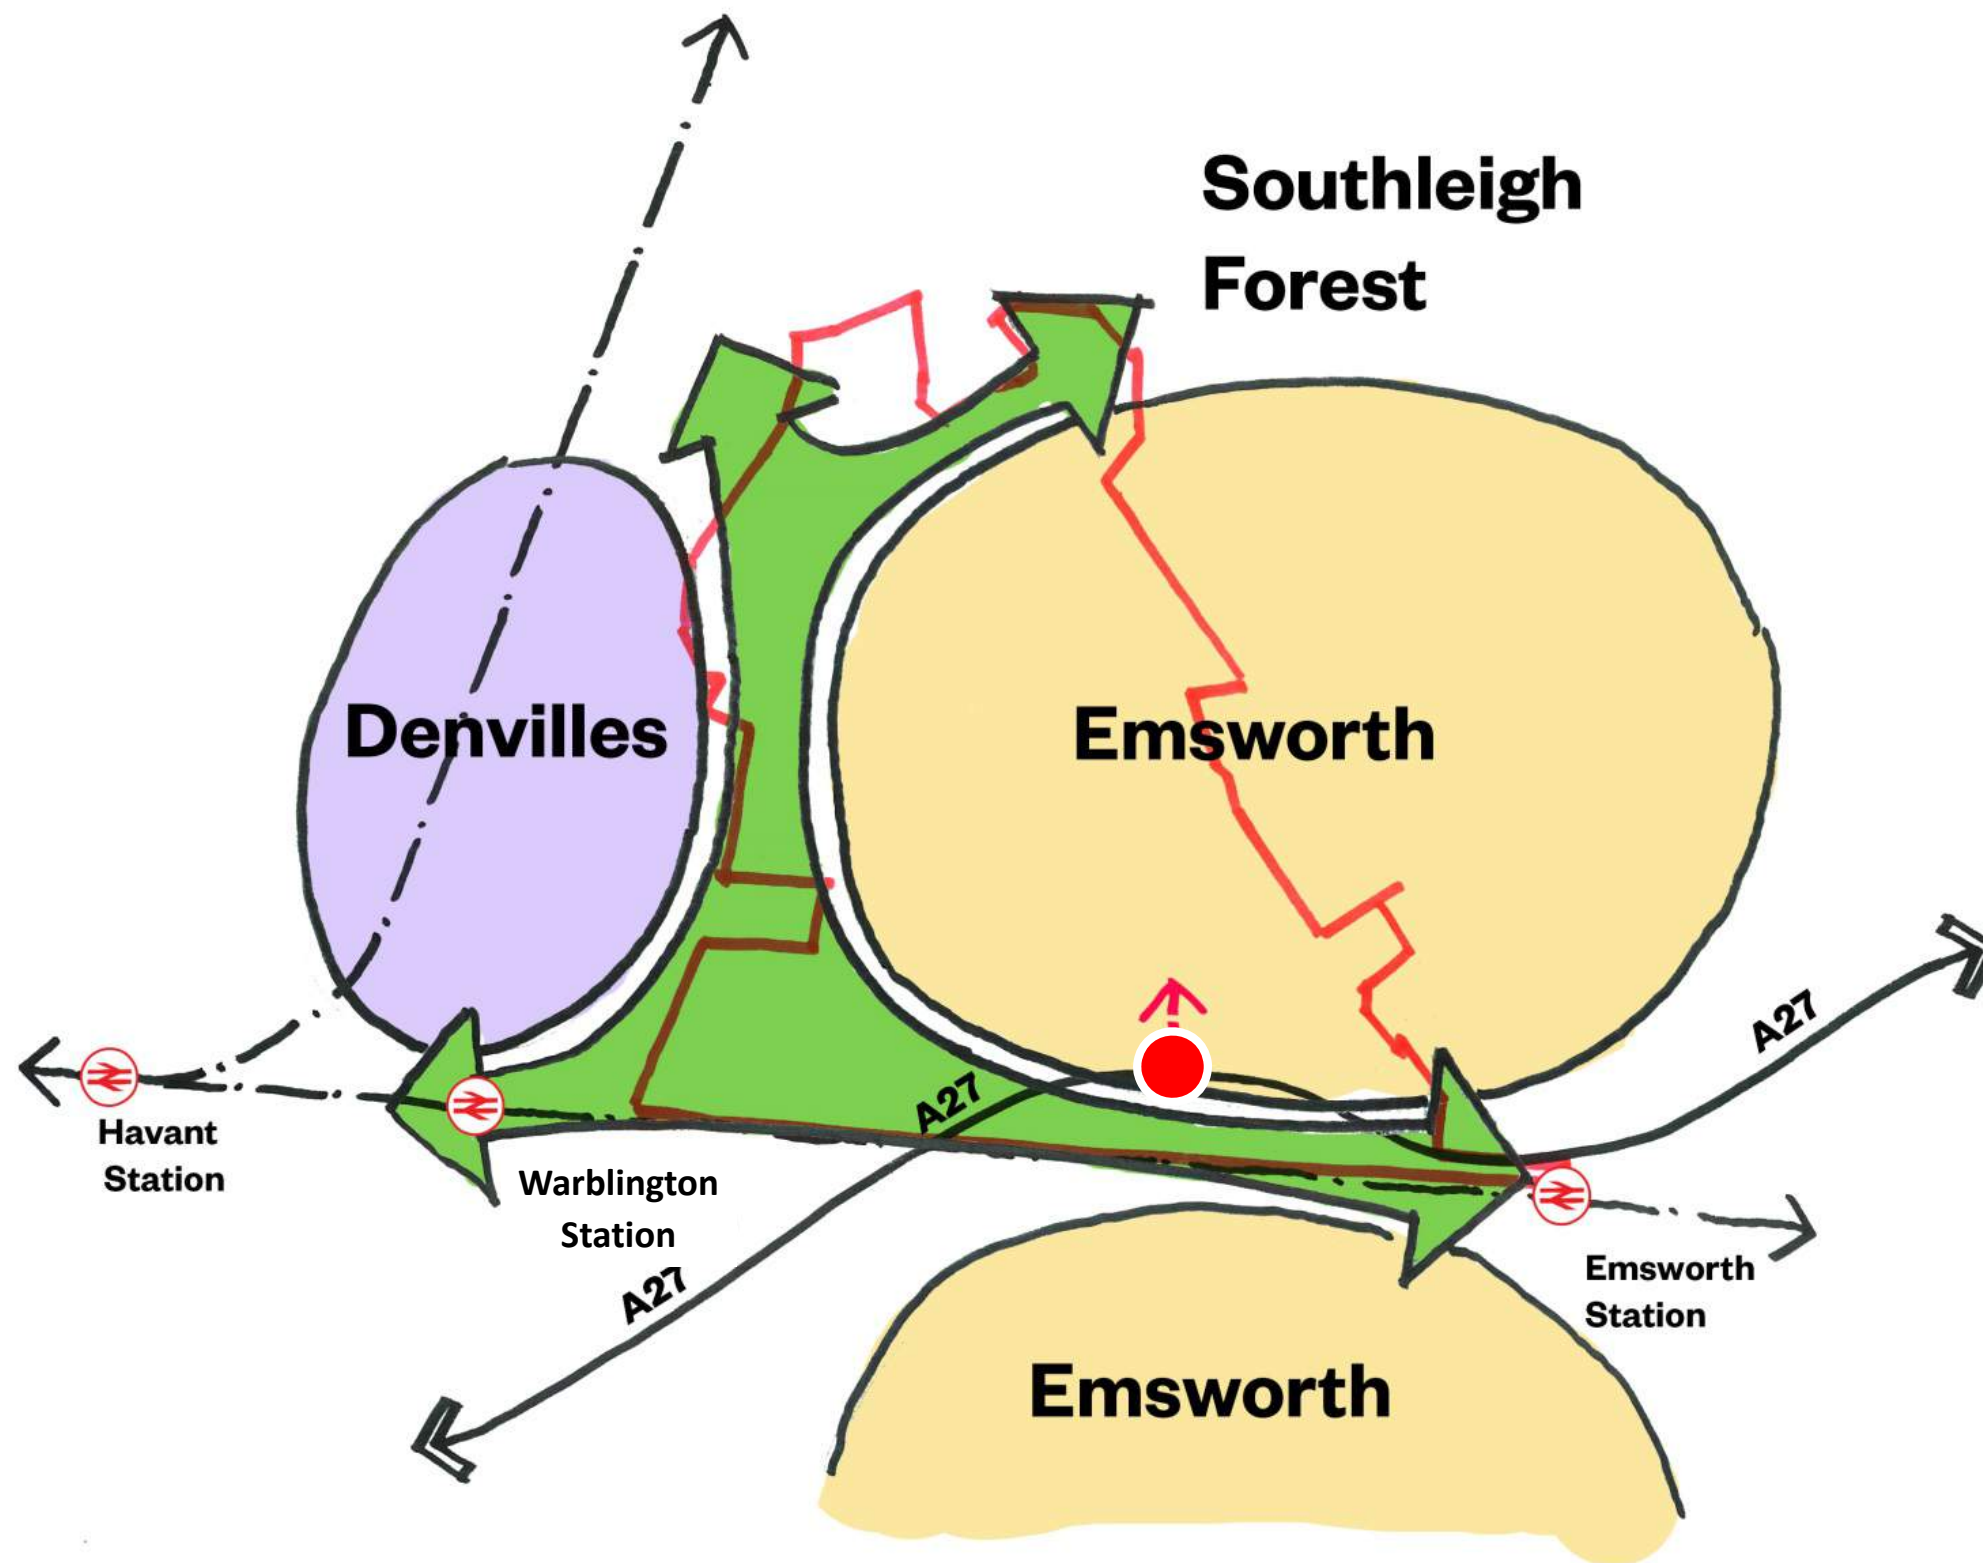 Southleigh
Forest
Denvilles
Emsworth
A27
A27
Havant
Station
Warblington
Station
A27
Emsworth
Station
Emsworth